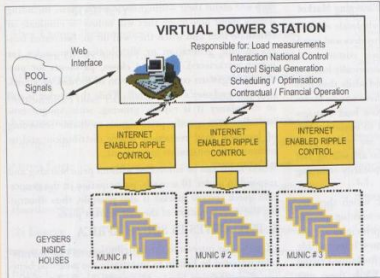 VIRTUAL POWER STATION
Responsible for: Load measurements
Interaction National Control
Control Signal Generation
Scheduling / Optimisation
Contractual / Financial Operation
Web
Interface
POOL
Signals
INTERNET
ENABLED RIPPLE
CONTROL
INTERNET
ENABLED RIPPLE
CONTROL
INTERNET
ENABLED RIPPLE
CONTROL
GEYSERS
INSIDE
HOUSES
MUNIC # 1
MUNIC # 2
MUNIC # 3